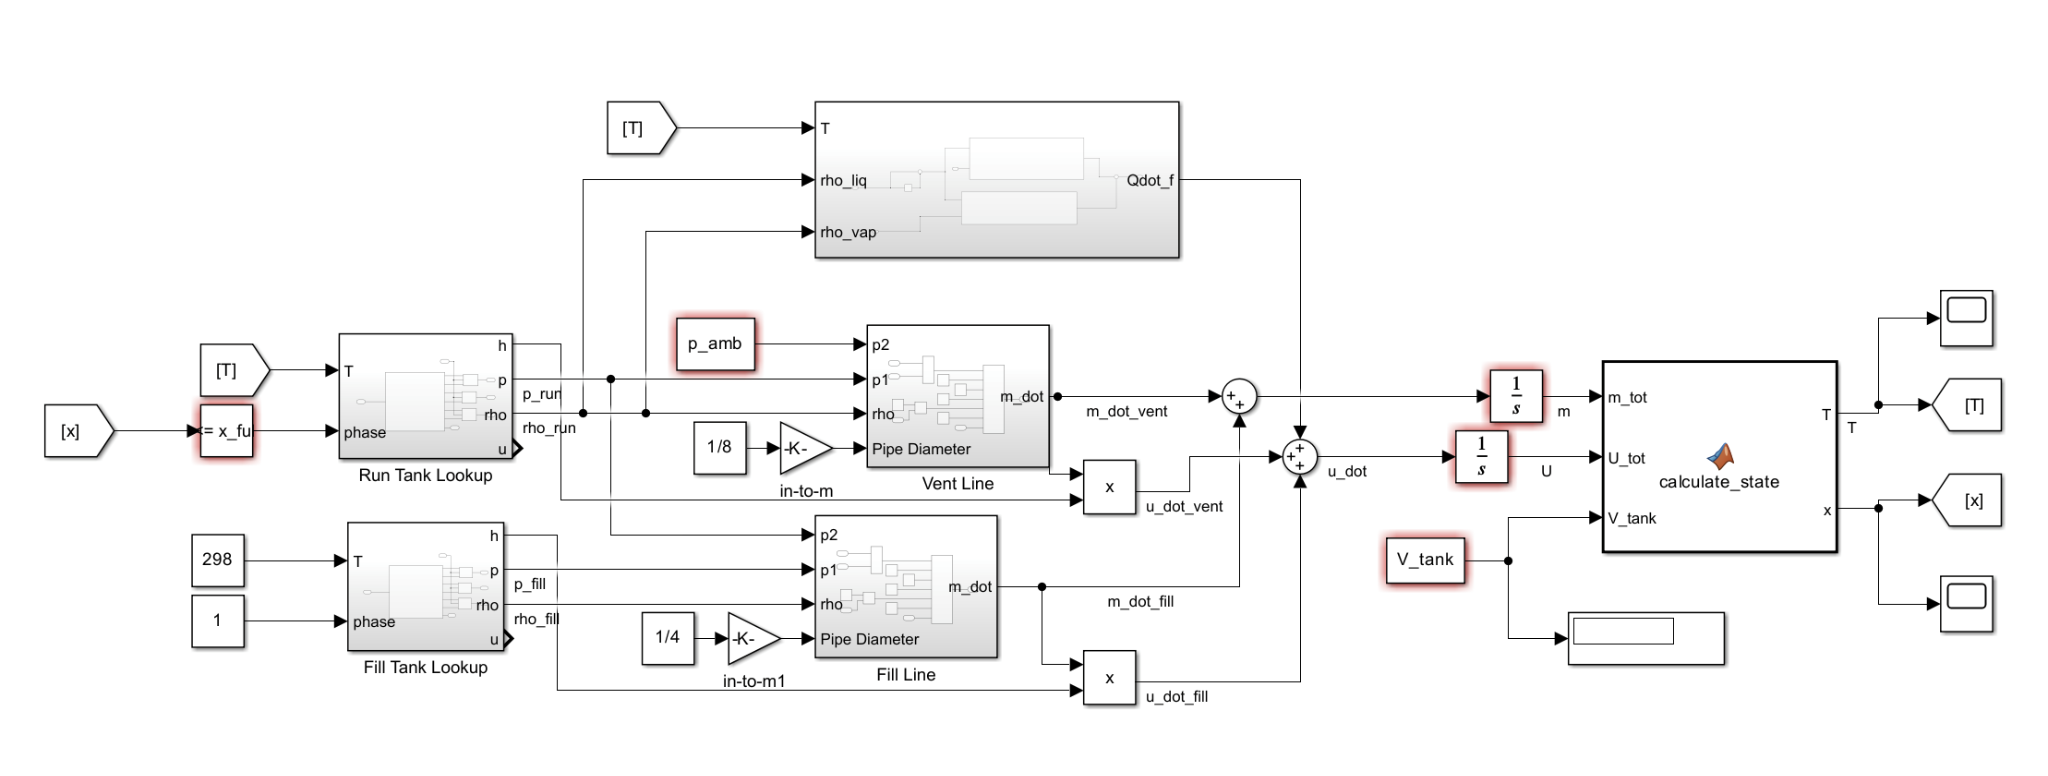 [T]
T
rho_liq
rho_vap
Qdot_f
[T]
[x]
= x_fu
T
phase
h
p
rho
u
Run Tank Lookup
p_run
rho_run
p_amb
1/8
-K-
in-to-m
p2
p1
rho
Pipe Diameter
m_dot
Vent Line
m_dot_vent
x
u_dot_vent
298
1
T
phase
h
p
rho
u
Fill Tank Lookup
p_fill
rho_fill
1/4
-K-
in-to-m1
p2
p1
rho
Pipe Diameter
m_dot
Fill Line
m_dot_fill
x
u_dot_fill
+
+
+
+
+
u_dot
1
s
m
1
s
U
V_tank
m_tot
U_tot
V_tank
calculate_state
T
x
T
[T]
[x]